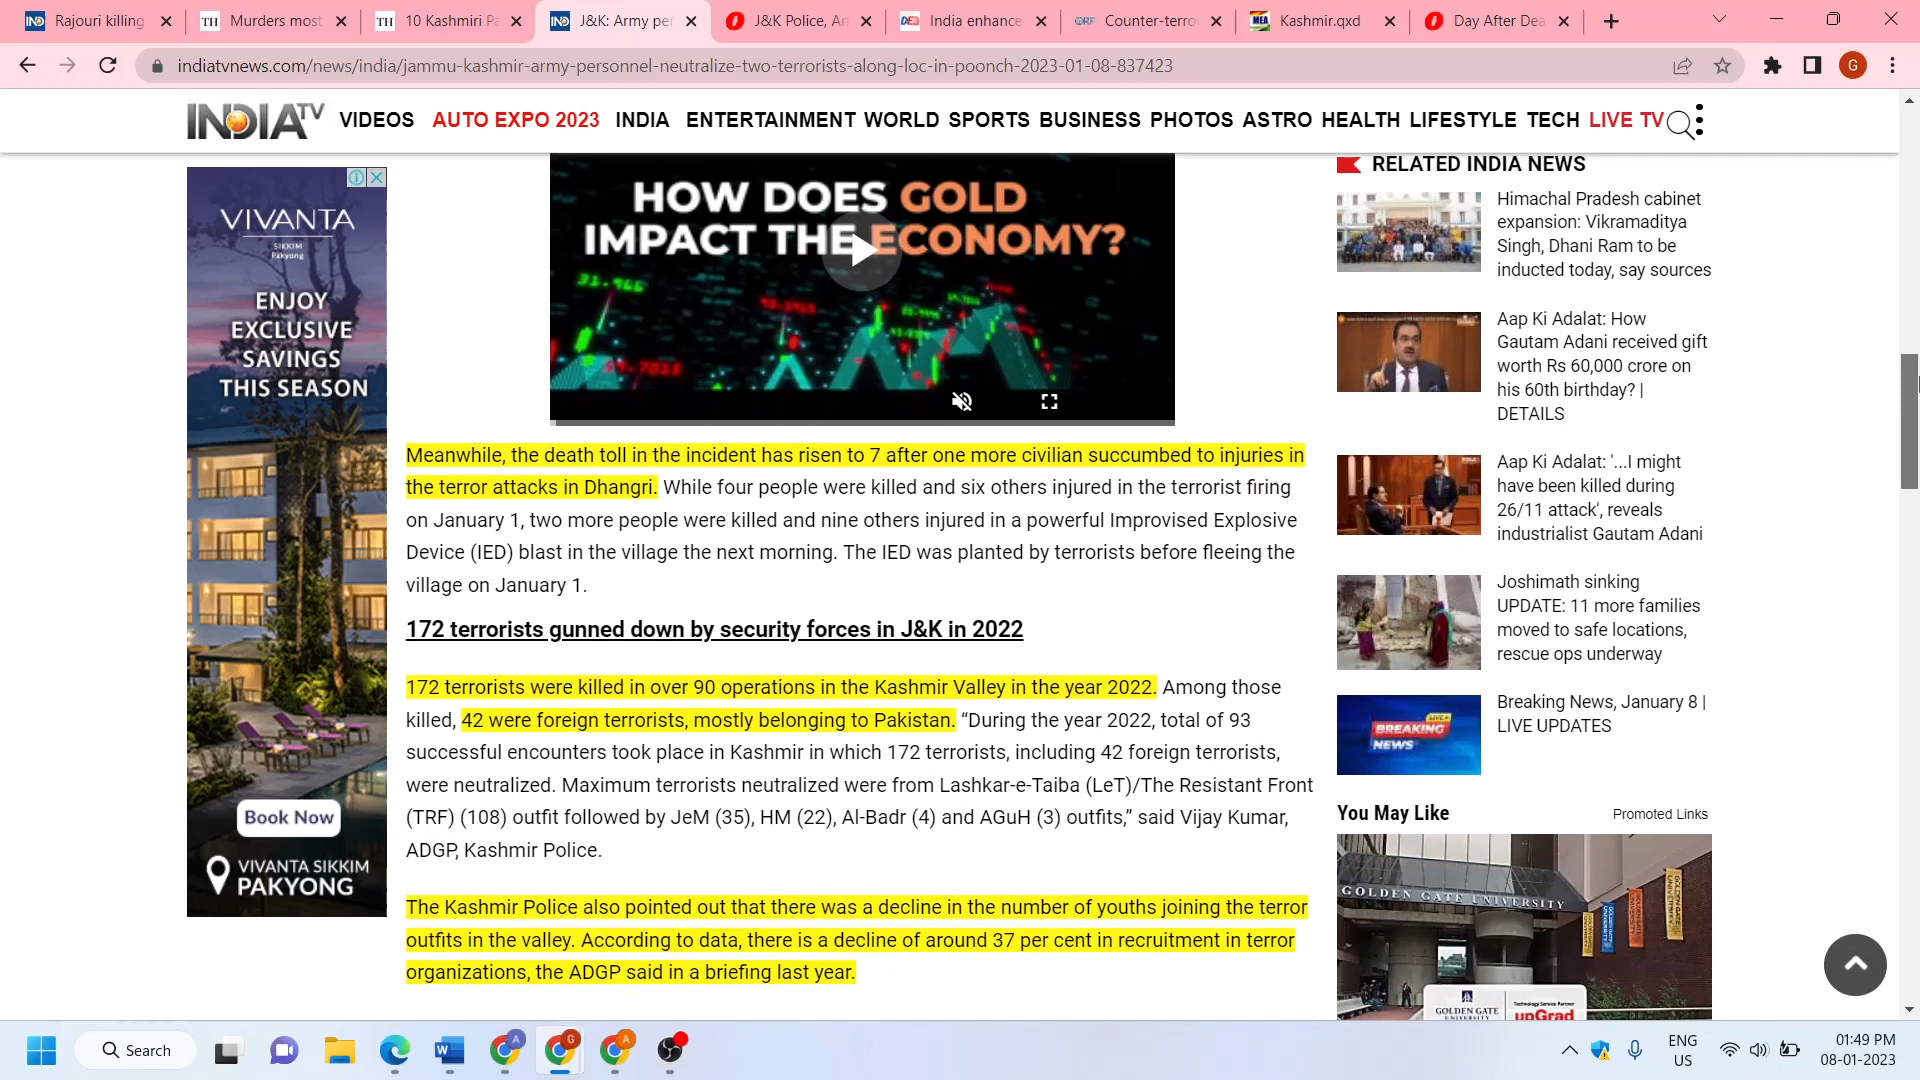 Rajouri killing
Murders most
10 Kashmiri Pa
J&K: Army per
J&K Police, Ar
India enhance
Counter-terro
Kashmir.qxd
Day After Dea
indiatvnews.com/news/india/jammu-kashmir-army-personnel-neutralize-two-terrorists-along-loc-in-poonch-2023-01-08-837423
INDIA TV VIDEOS AUTO EXPO 2023 INDIA ENTERTAINMENT WORLD SPORTS BUSINESS PHOTOS ASTRO HEALTH LIFESTYLE TECH LIVE TV
VIVANTA
SIKKIM
Pakyong
ENJOY
EXCLUSIVE
SAVINGS
THIS SEASON
Book Now
VIVANTA SIKKIM
PAKYONG
HOW DOES GOLD
IMPACT THE ECONOMY?
Meanwhile, the death toll in the incident has risen to 7 after one more civilian succumbed to injuries in
the terror attacks in Dhangri. While four people were killed and six others injured in the terrorist firing
on January 1, two more people were killed and nine others injured in a powerful Improvised Explosive
Device (IED) blast in the village the next morning. The IED was planted by terrorists before fleeing the
village on January 1.
172 terrorists gunned down by security forces in J&K in 2022
172 terrorists were killed in over 90 operations in the Kashmir Valley in the year 2022. Among those
killed, 42 were foreign terrorists, mostly belonging to Pakistan. “During the year 2022, total of 93
successful encounters took place in Kashmir in which 172 terrorists, including 42 foreign terrorists,
were neutralized. Maximum terrorists neutralized were from Lashkar-e-Taiba (LeT)/The Resistant Front
(TRF) (108) outfit followed by JeM (35), HM (22), Al-Badr (4) and AGuH (3) outfits,” said Vijay Kumar,
ADGP, Kashmir Police.
The Kashmir Police also pointed out that there was a decline in the number of youths joining the terror
outfits in the valley. According to data, there is a decline of around 37 per cent in recruitment in terror
organizations, the ADGP said in a briefing last year.
RELATED INDIA NEWS
Himachal Pradesh cabinet
expansion: Vikramaditya
Singh, Dhani Ram to be
inducted today, say sources
Aap Ki Adalat: How
Gautam Adani received gift
worth Rs 60,000 crore on
his 60th birthday? |
DETAILS
Aap Ki Adalat: '...I might
have been killed during
26/11 attack', reveals
industrialist Gautam Adani
Joshimath sinking
UPDATE: 11 more families
moved to safe locations,
rescue ops underway
BREAKING
NEWS
LIVE
Breaking News, January 8 |
LIVE UPDATES
You May Like
Promoted Links
GOLDEN GATE UNIVERSITY
GOLDEN GATE
UNIVERSITY
Technology Service Partner
upGrad
Search
ENG
US
01:49 PM
08-01-2023